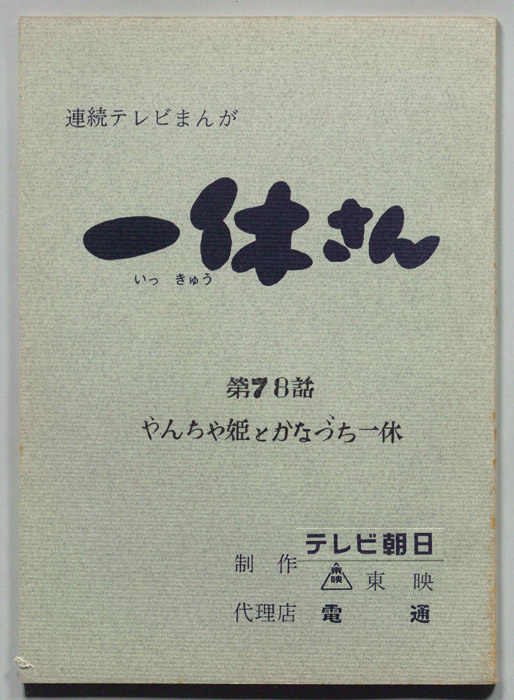 連続テレビまんが
一休さん
いっ きゅう
第78話
やんちゃ姫とかなづち一休
テレビ朝日
制作 東映 東映
代理店 電通